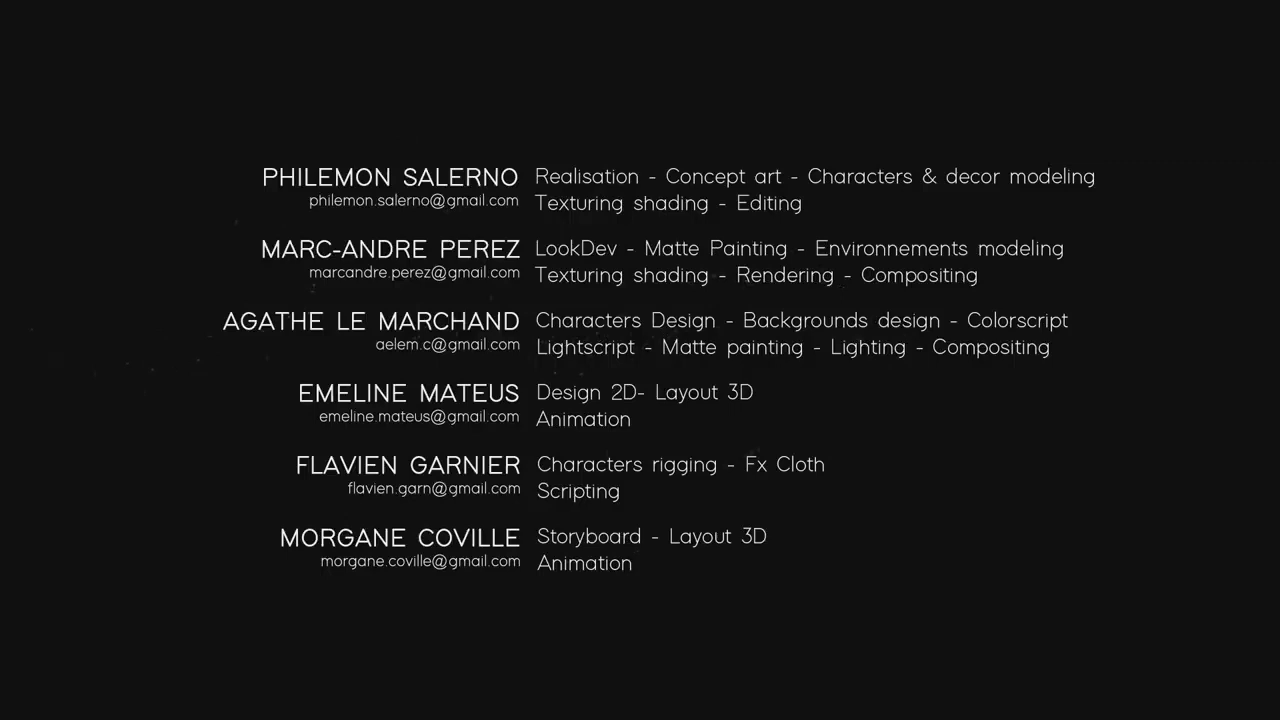 PHILEMON SALERNO Realisation - Concept art - Characters & decor modeling
philemon.salerno@gmail.com Texturing shading - Editing
MARC-ANDRE PEREZ LookDev - Matte Painting - Environnements modeling
marcandre.perez@gmail.com Texturing shading - Rendering - Compositing
AGATHE LE MARCHAND Characters Design - Backgrounds design - Colorscript
aelem.c@gmail.com Lightscript - Matte painting - Lighting - Compositing
EMELINE MATEUS Design 2D- Layout 3D
emeline.mateus@gmail.com Animation
FLAVIEN GARNIER Characters rigging - Fx Cloth
flavien.garn@gmail.com Scripting
MORGANE COVILLE Storyboard - Layout 3D
morgane.coville@gmail.com Animation